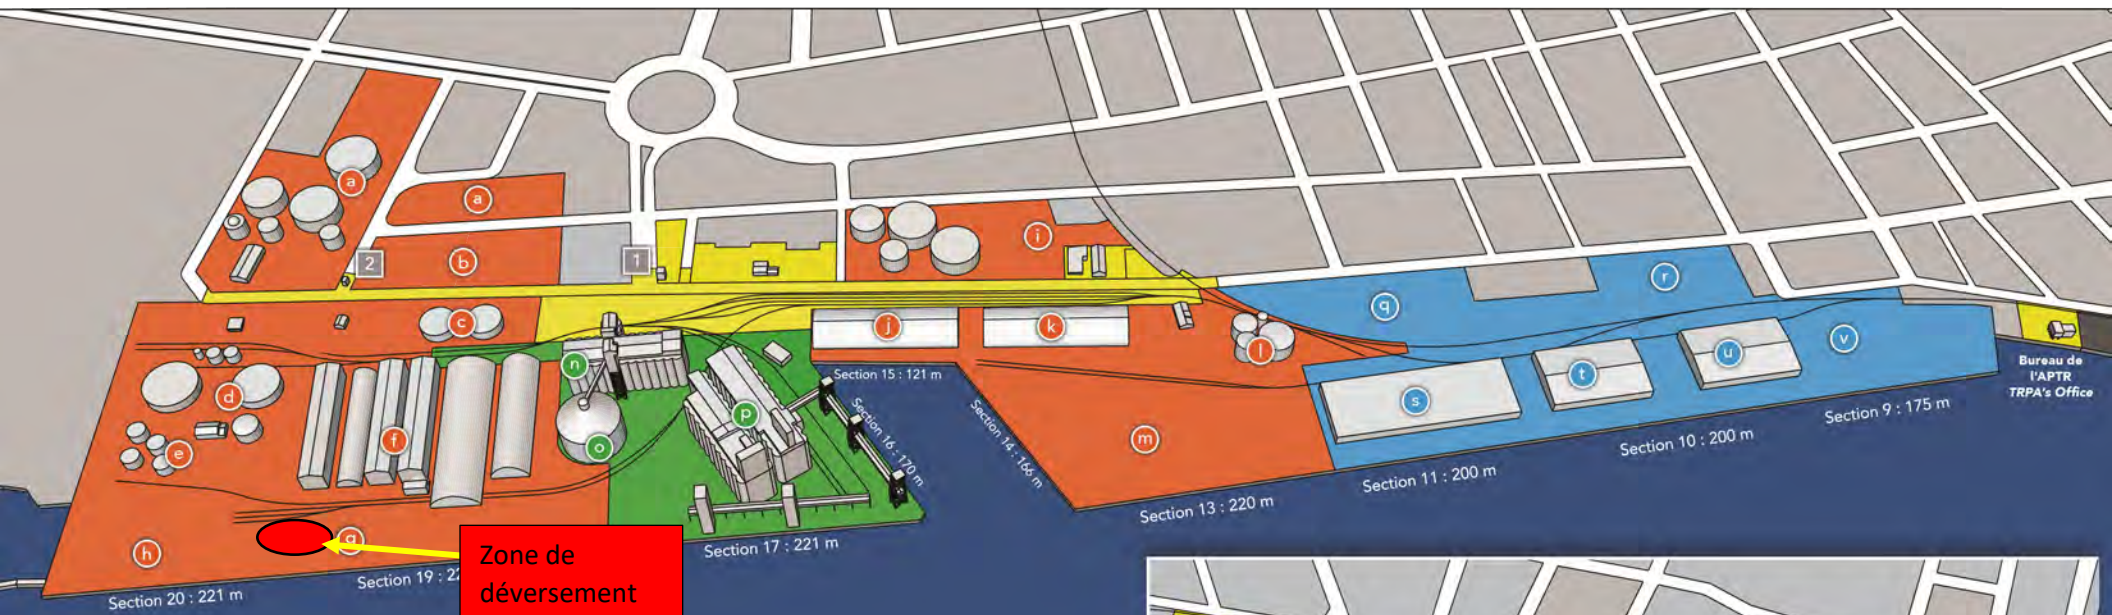 a
a
2
b
1
i
q
r
c
j
k
l
n
d
f
e
o
p
s
t
u
v
m
h
g
Bureau de
l'APTR
TRPA's Office
Section 15 : 121 m
Section 16 : 170 m
Section 14 : 166 m
Section 9 : 175 m
Section 10 : 200 m
Section 11 : 200 m
Section 13 : 220 m
Section 17 : 221 m
Section 19 : 22
Section 20 : 221 m
Zone de
déversement